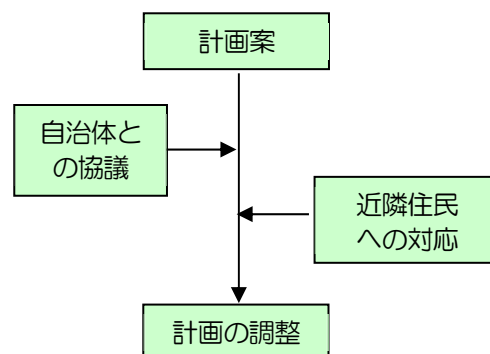 計画案
自治体と
の協議
近隣住民
への対応
計画の調整